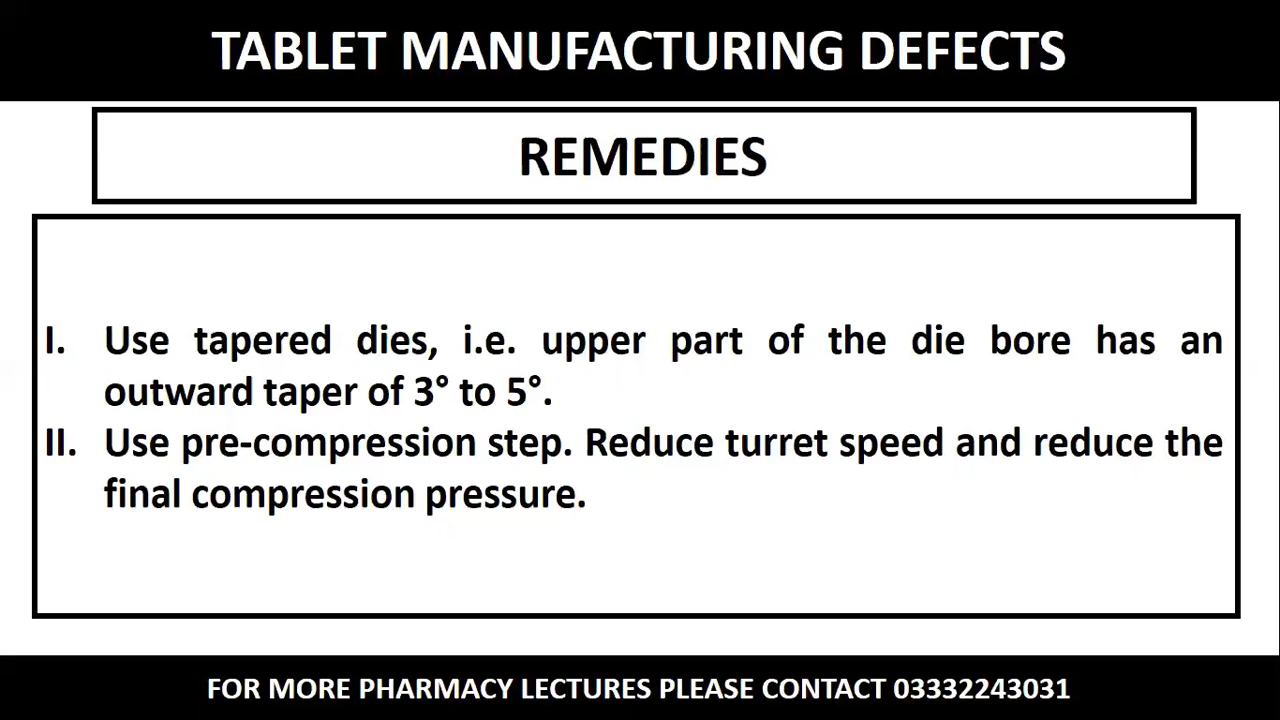 TABLET MANUFACTURING DEFECTS
REMEDIES
I. Use tapered dies, i.e. upper part of the die bore has an
outward taper of 3° to 5°.
II. Use pre-compression step. Reduce turret speed and reduce the
final compression pressure.
FOR MORE PHARMACY LECTURES PLEASE CONTACT 03332243031